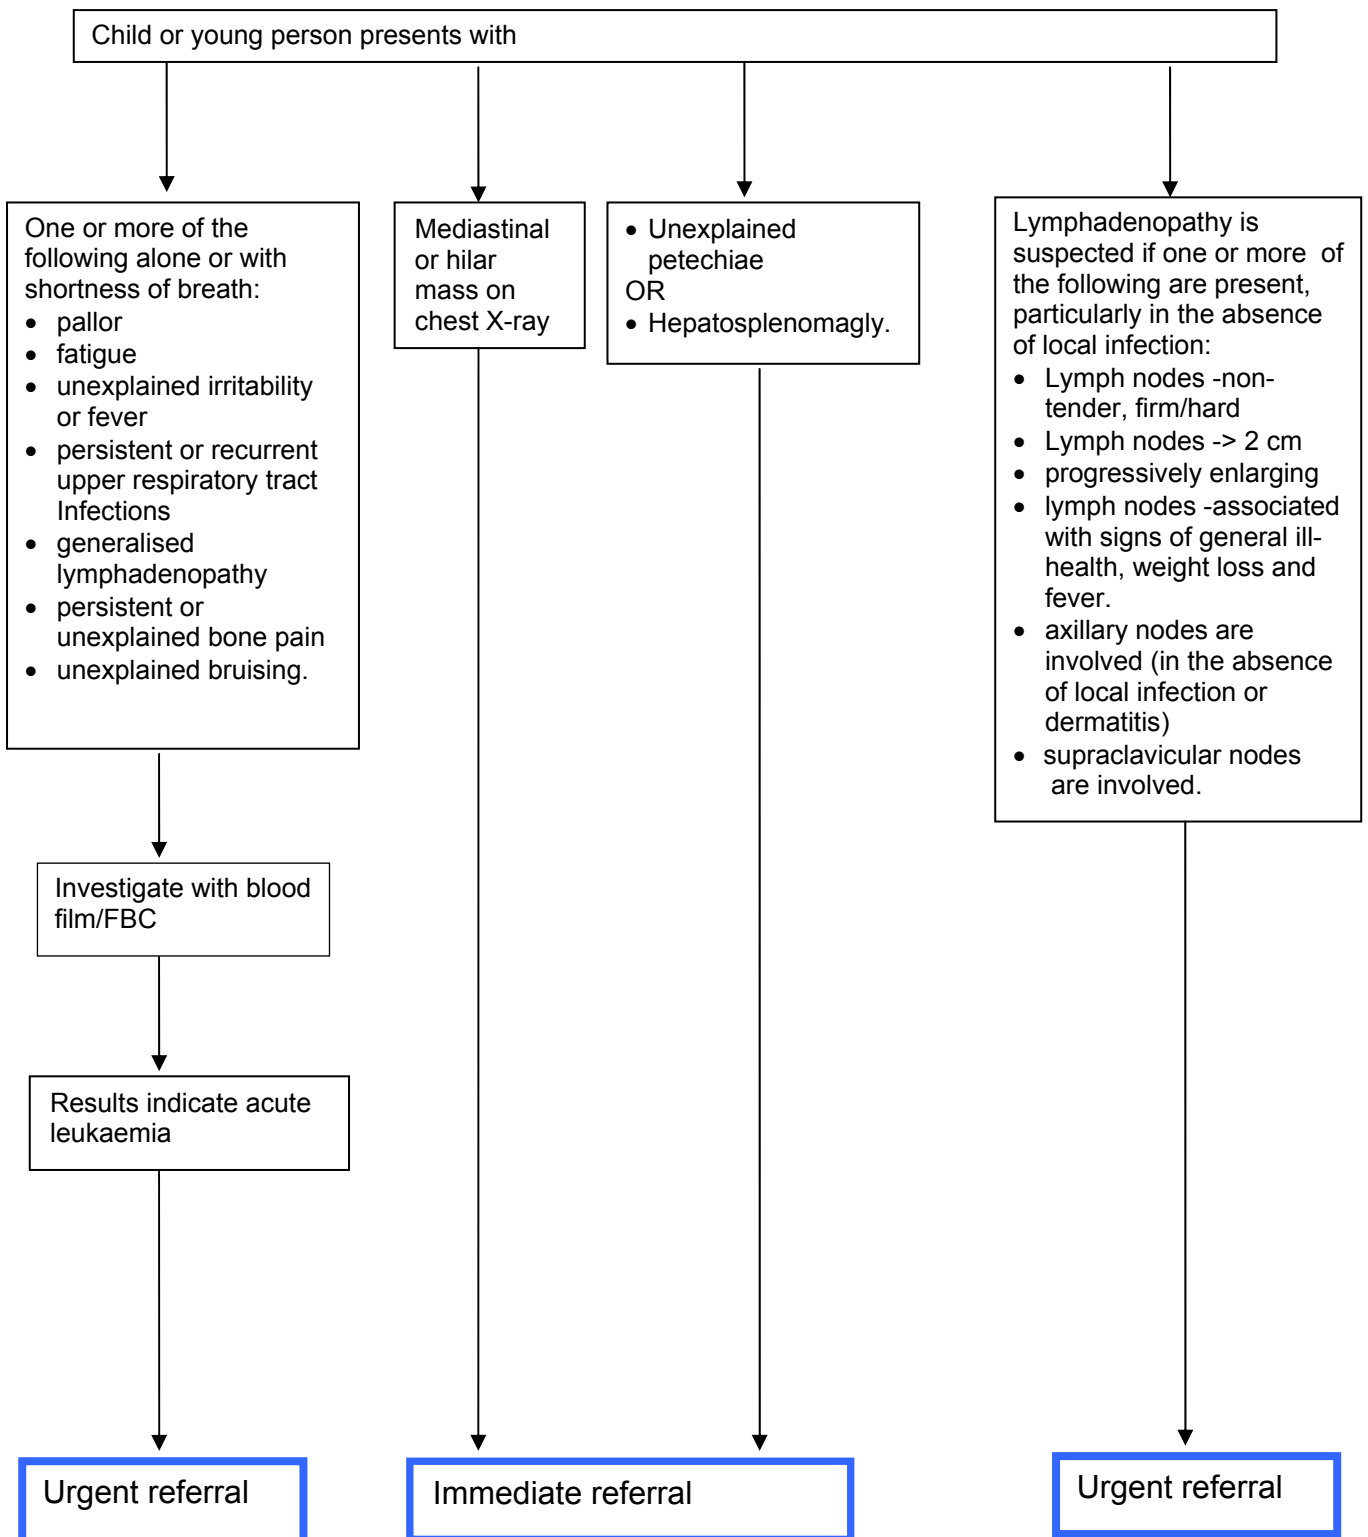 Child or young person presents with
One or more of the
following alone or with
shortness of breath:
• pallor
• fatigue
• unexplained irritability
or fever
• persistent or recurrent
upper respiratory tract
Infections
• generalised
lymphadenopathy
• persistent or
unexplained bone pain
• unexplained bruising.
Investigate with blood
film/FBC
Results indicate acute
leukaemia
Urgent referral
Mediastinal
or hilar
mass on
chest X-ray
• Unexplained
petechiae
OR
• Hepatosplenomagly.
Immediate referral
Lymphadenopathy is
suspected if one or more of
the following are present,
particularly in the absence
of local infection:
• Lymph nodes -non-
tender, firm/hard
• Lymph nodes -> 2 cm
• progressively enlarging
• lymph nodes -associated
with signs of general ill-
health, weight loss and
fever.
• axillary nodes are
involved (in the absence
of local infection or
dermatitis)
• supraclavicular nodes
are involved.
Urgent referral